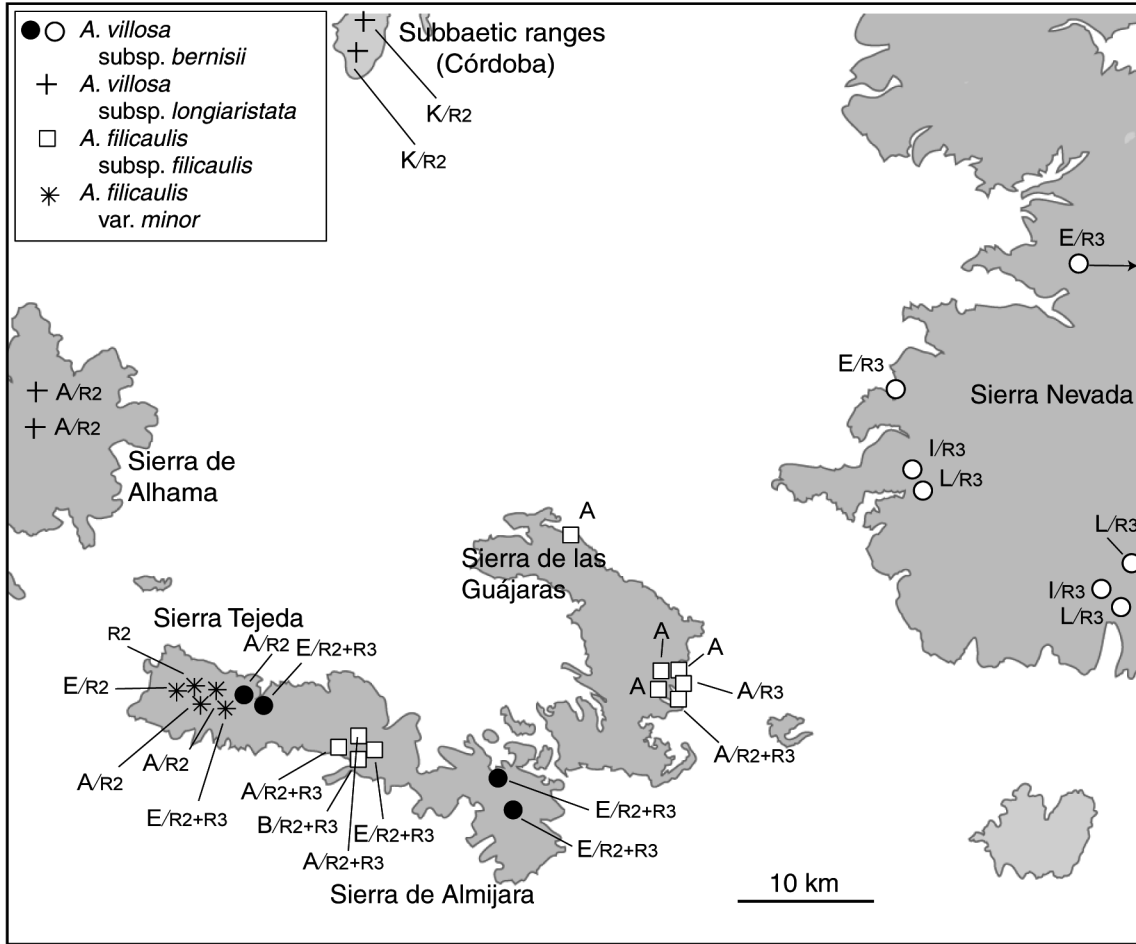 A. villosa
subsp. bernisii
A. villosa
subsp. longiaristata
A. filicaulis
subsp. filicaulis
A. filicaulis
var. minor
Subbaetic ranges
(Córdoba)
K/R2
K/R2
E/R3
E/R3
Sierra Nevada
A/R2
A/R2
Sierra de
Alhama
I/R3
L/R3
A
L/R3
Sierra de las
Guájaras
I/R3
L/R3
Sierra Tejeda
R2
A/R2
E/R2+R3
A
A
E/R2
A
A/R3
A/R2+R3
A/R2
A/R2
E/R2+R3
A/R2+R3
B/R2+R3
E/R2+R3
A/R2+R3
E/R2+R3
E/R2+R3
Sierra de Almijara
10 km